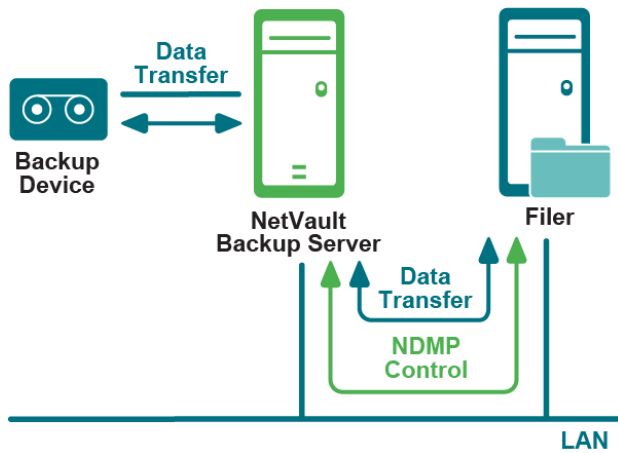 Data
Transfer
Backup
Device
NetVault
Backup Server
Filer
Data
Transfer
NDMP
Control
LAN